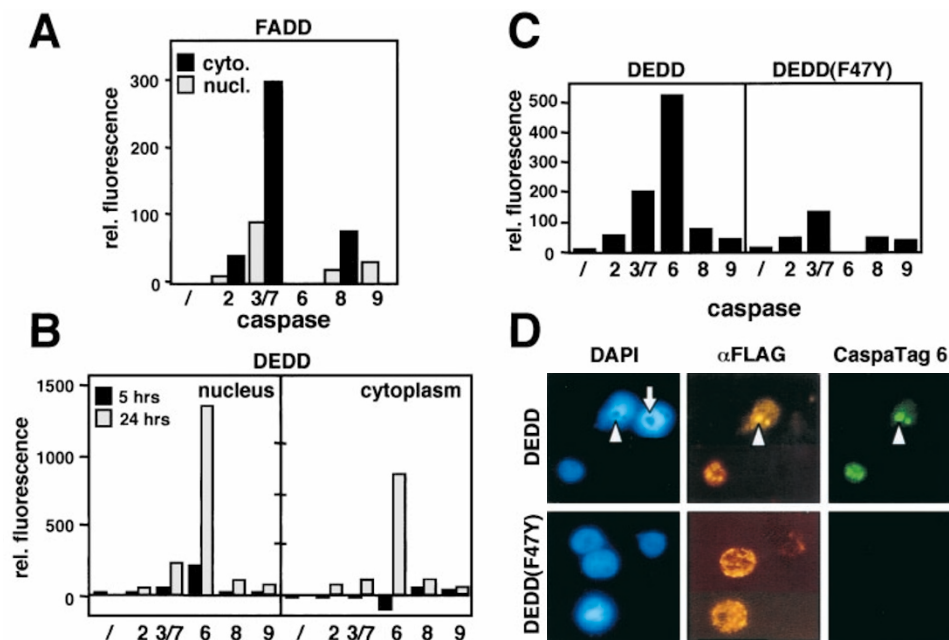 A
FADD
cyto.
nucl.
rel. fluorescence
300
200
100
0
/ 2 3/7 6 8 9
caspase
B
DEDD
nucleus
cytoplasm
5 hrs
24 hrs
rel. fluorescence
1500
1000
500
0
/ 2 3/7 6 8 9 / 2 3/7 6 8 9
C
DEDD DEDD(F47Y)
rel. fluorescence
500
400
300
200
100
0
/ 2 3/7 6 8 9 / 2 3/7 6 8 9
caspase
D
DAPI αFLAG CaspaTag 6
DEDD
DEDD(F47Y)